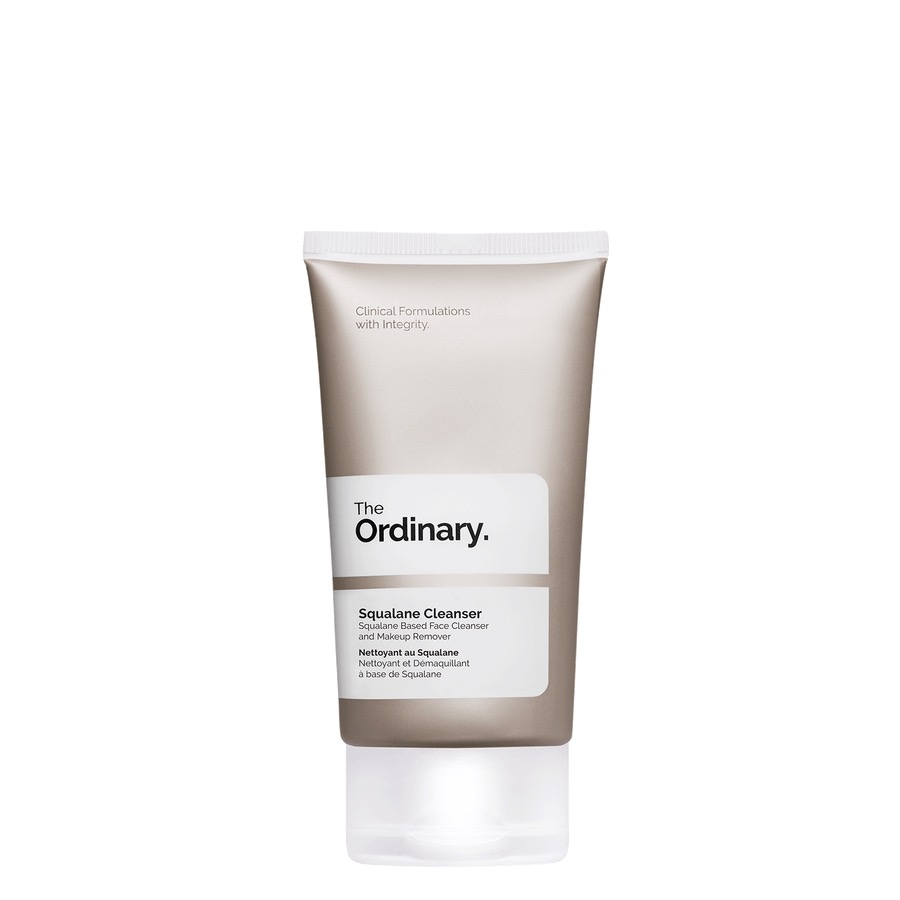 Clinical Formulations
with Integrity.
The
Ordinary.
Squalane Cleanser
Squalane Based Face Cleanser
and Makeup Remover
Nettoyant au Squalane
Nettoyant et Démaquillant
à base de Squalane